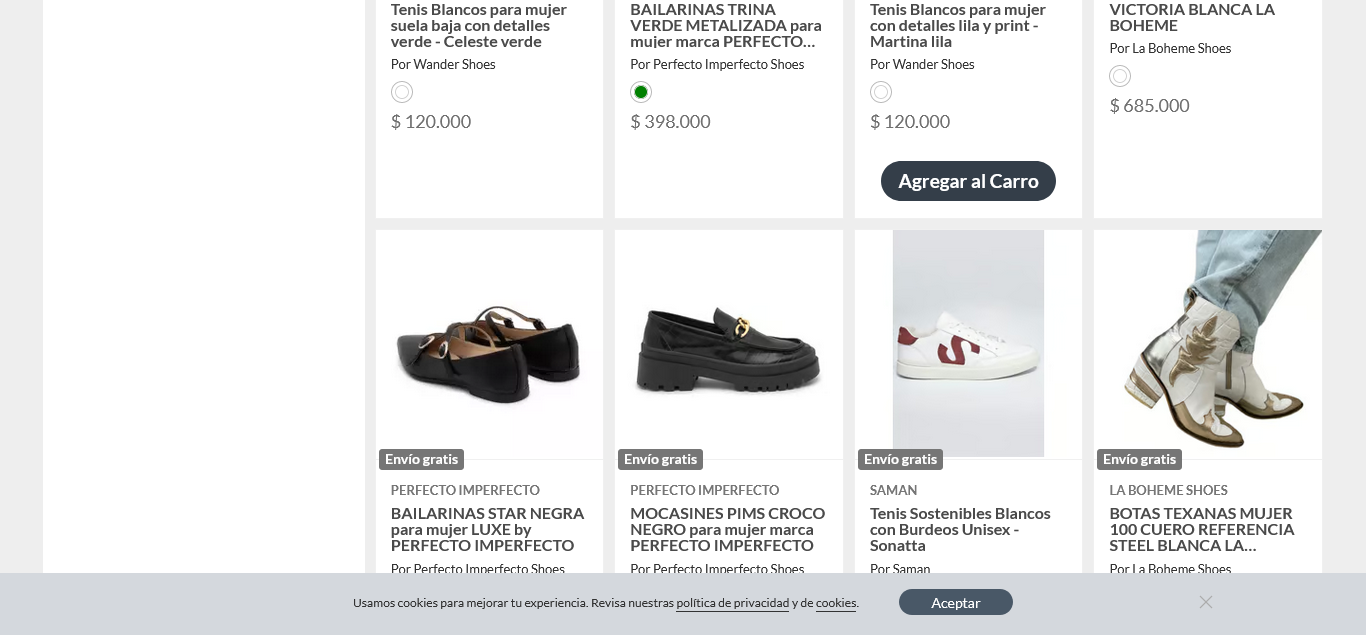 Tenis Blancos para mujer
suela baja con detalles
verde - Celeste verde
Por Wander Shoes
$ 120.000
BAILARINAS TRINA
VERDE METALIZADA para
mujer marca PERFECTO...
Por Perfecto Imperfecto Shoes
$ 398.000
Tenis Blancos para mujer
con detalles lila y print -
Martina lila
Por Wander Shoes
$ 120.000
Agregar al Carro
VICTORIA BLANCA LA
BOHEME
Por La Boheme Shoes
$ 685.000
Envío gratis
PERFECTO IMPERFECTO
BAILARINAS STAR NEGRA
para mujer LUXE by
PERFECTO IMPERFECTO
Por Perfecto Imperfecto Shoes
Envío gratis
PERFECTO IMPERFECTO
MOCASINES PIMS CROCO
NEGRO para mujer marca
PERFECTO IMPERFECTO
Por Perfecto Imperfecto Shoes
Envío gratis
SAMAN
Tenis Sostenibles Blancos
con Burdeos Unisex -
Sonatta
Por Saman
Envío gratis
LA BOHEME SHOES
BOTAS TEXANAS MUJER
100 CUERO REFERENCIA
STEEL BLANCA LA...
Por La Boheme Shoes
Usamos cookies para mejorar tu experiencia. Revisa nuestras política de privacidad y de cookies.
Aceptar